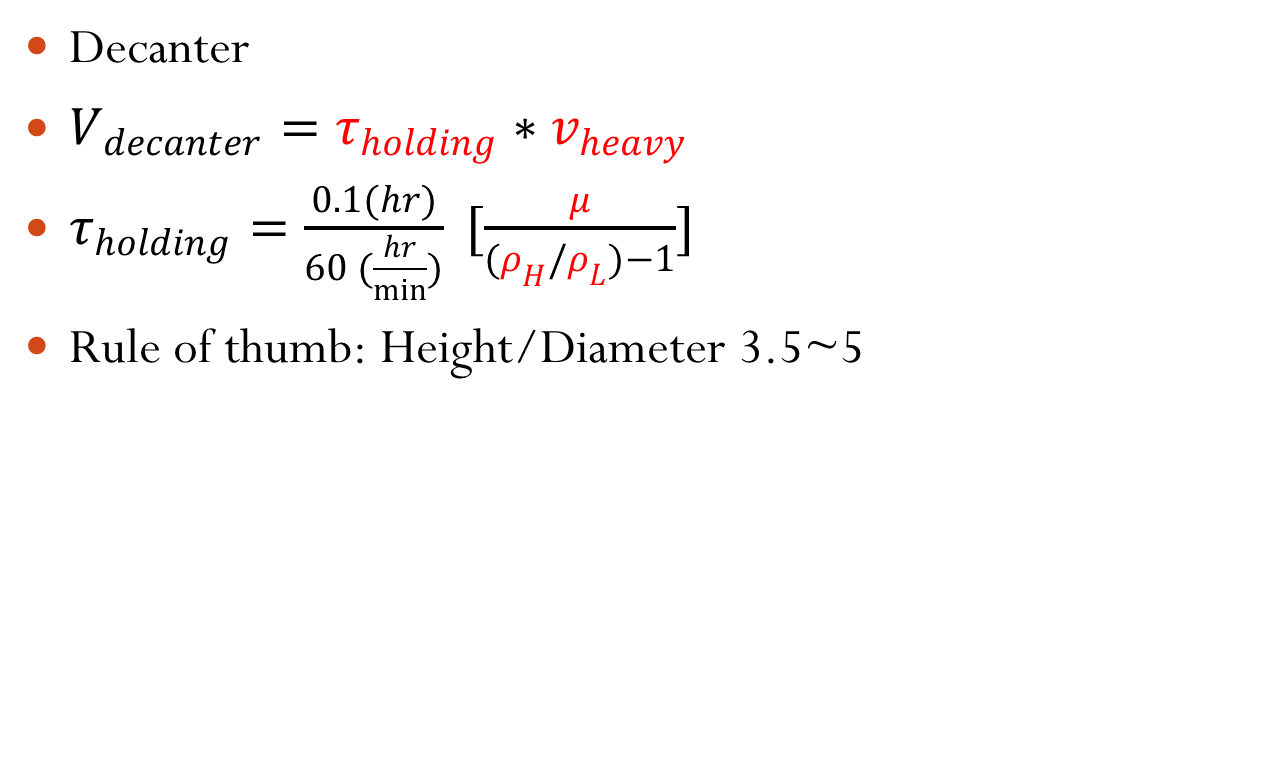 • Decanter
• V_decanter = τ_holding * v_heavy
• τ_holding = 0.1(hr) / 60 (hr/min) [μ / (ρ_H/ρ_L)−1]
• Rule of thumb: Height/Diameter 3.5~5